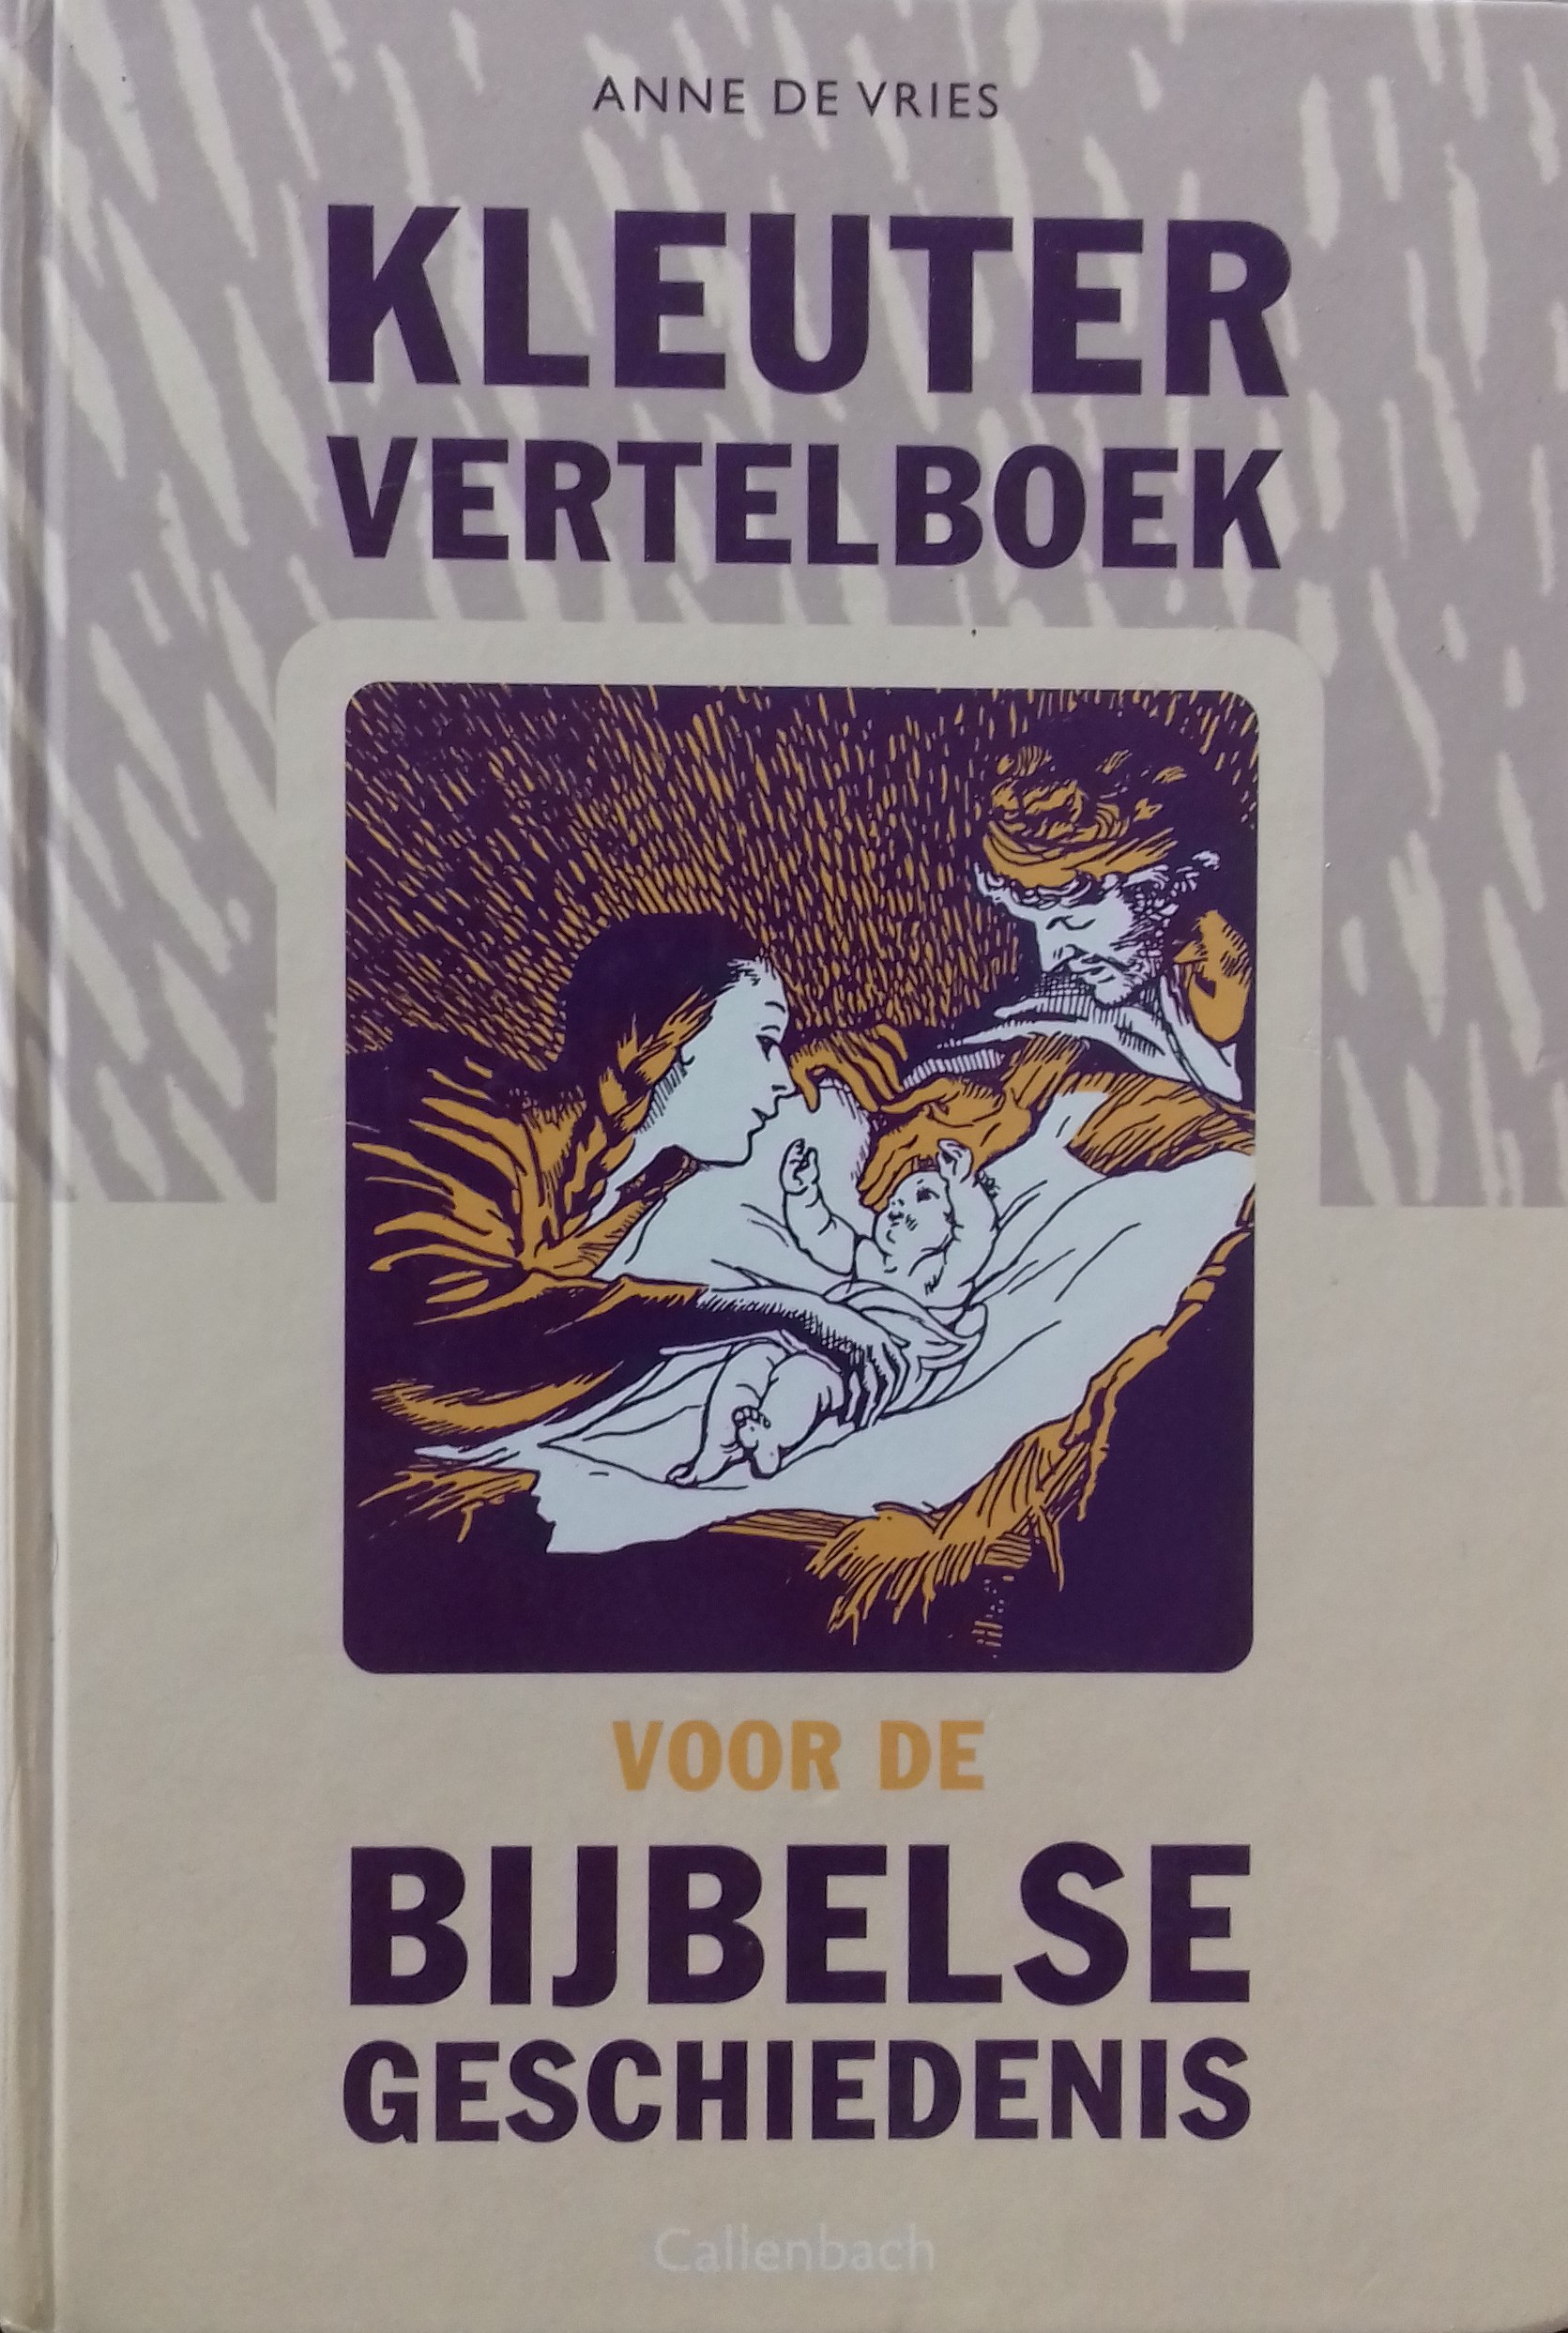 ANNE DE VRIES
KLEUTER
VERTELBOEK
VOOR DE
BIJBELSE
GESCHIEDENIS
Callenbach